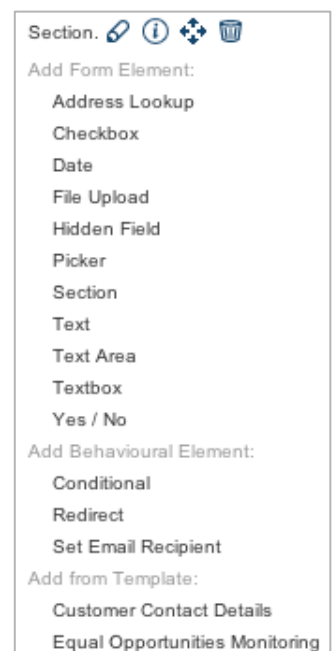 Section.
Add Form Element:
Address Lookup
Checkbox
Date
File Upload
Hidden Field
Picker
Section
Text
Text Area
Textbox
Yes / No
Add Behavioural Element:
Conditional
Redirect
Set Email Recipient
Add from Template:
Customer Contact Details
Equal Opportunities Monitoring